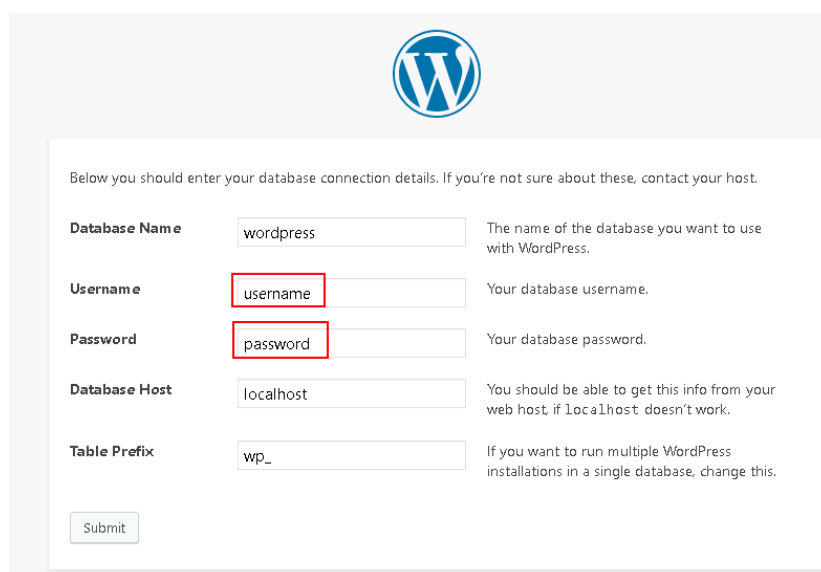 W
Below you should enter your database connection details. If you're not sure about these, contact your host.
Database Name
wordpress
The name of the database you want to use
with WordPress.
Username
username
Your database username.
Password
password
Your database password.
Database Host
localhost
You should be able to get this info from your
web host, if localhost doesn't work.
Table Prefix
wp_
If you want to run multiple WordPress
installations in a single database, change this.
Submit